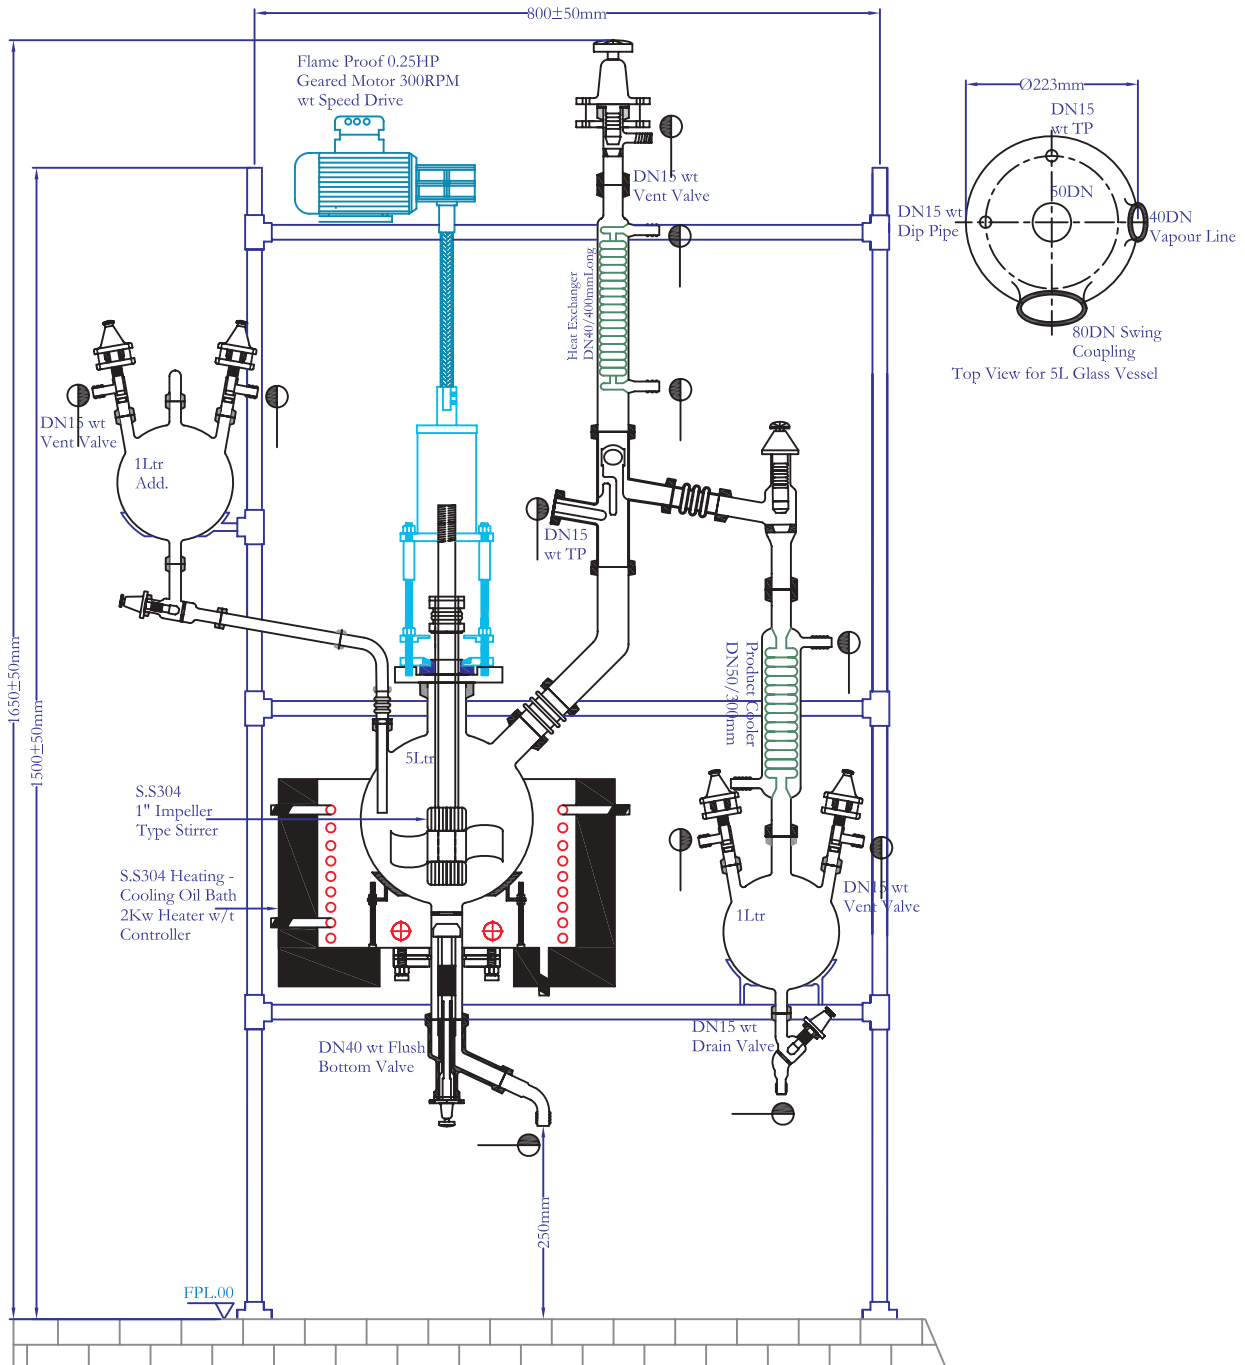 800±50mm
Flame Proof 0.25HP
Geared Motor 300RPM
wt Speed Drive
Ø223mm
DN15
wt TP
50DN
DN15 wt
Dip Pipe
40DN
Vapour Line
80DN Swing
Coupling
Top View for 5L Glass Vessel
DN15 wt
Vent Valve
Heat Exchanger
DN40/400mmLong
DN15 wt
Vent Valve
1Ltr
Add.
DN15
wt TP
1650±50mm
1500±50mm
Product Cooler
DN50/300mm
5Ltr
S.S304
1" Impeller
Type Stirrer
S.S304 Heating -
Cooling Oil Bath
2Kw Heater w/t
Controller
DN15 wt
Vent Valve
1Ltr
DN15 wt
Drain Valve
DN40 wt Flush
Bottom Valve
250mm
FPL.00